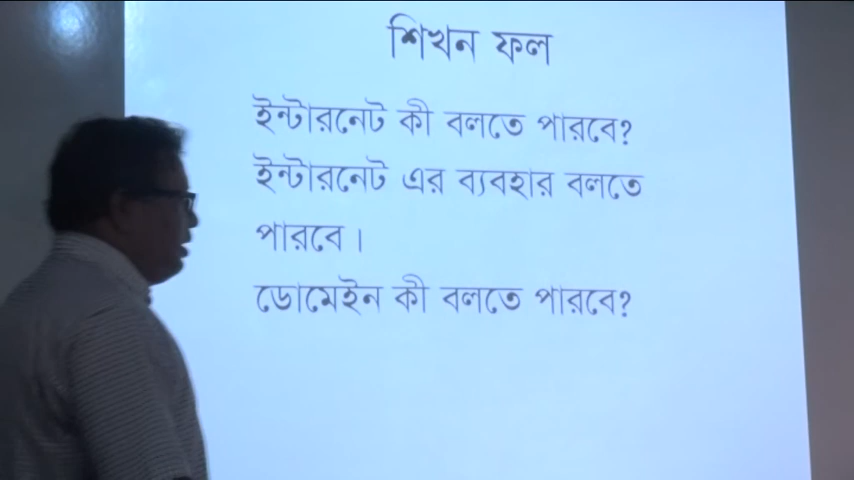 শিখন ফল
ইন্টারনেট কী বলতে পারবে?
ইন্টারনেট এর ব্যবহার বলতে
পারবে।
ডোমেইন কী বলতে পারবে?